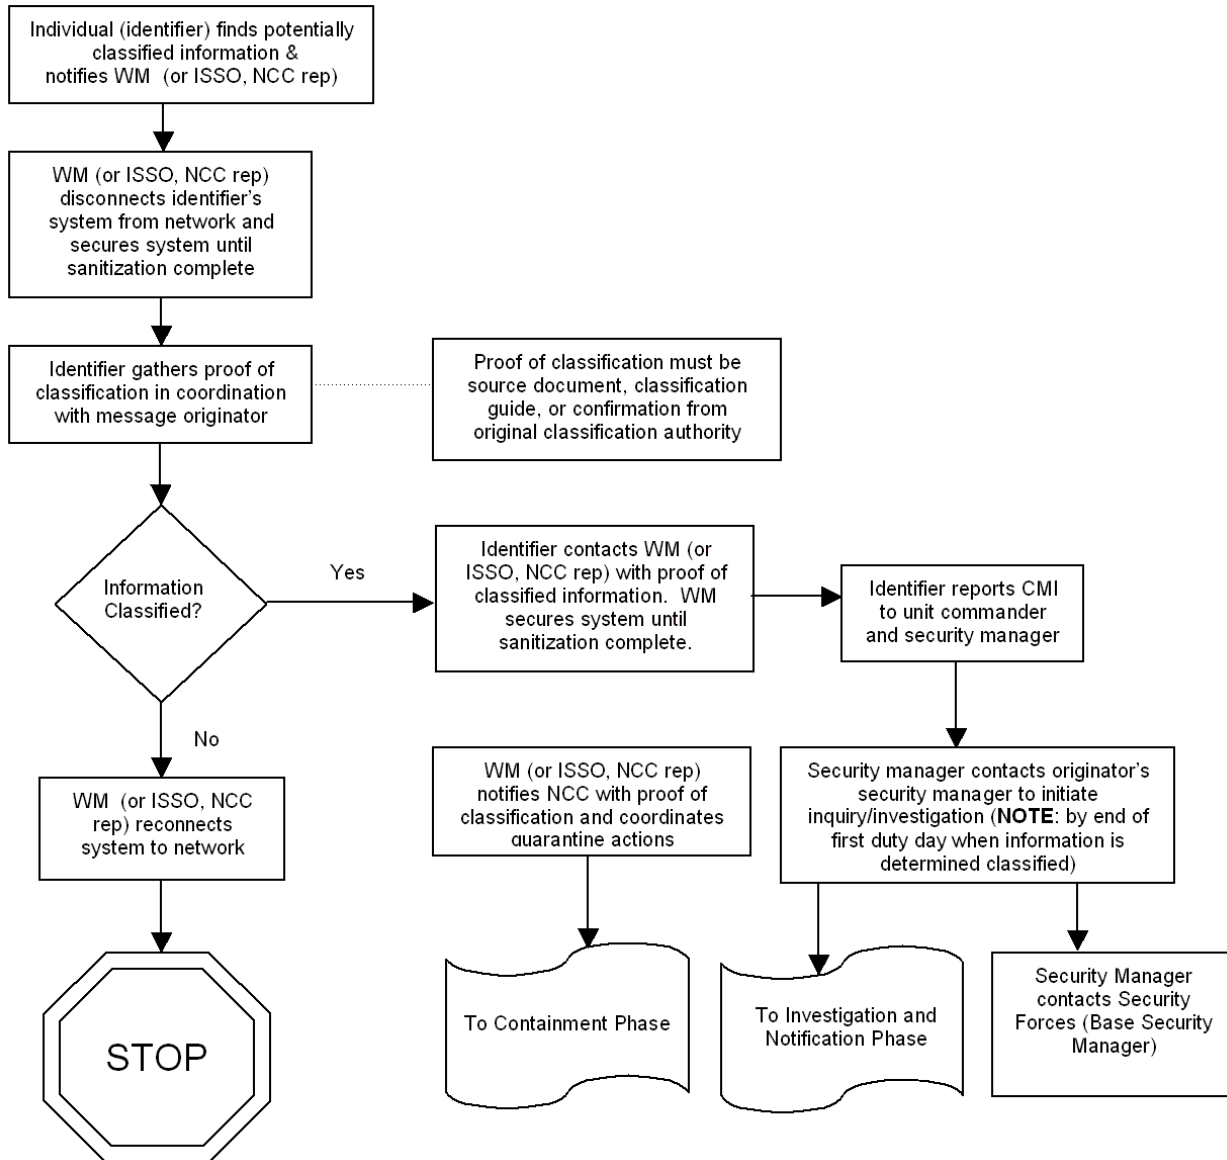 Individual (identifier) finds potentially
classified information &
notifies WM  (or ISSO, NCC rep)
WM (or ISSO, NCC rep)
disconnects identifier's
system from network and
secures system until
sanitization complete
Identifier gathers proof of
classification in coordination
with message originator
Proof of classification must be
source document, classification
guide, or confirmation from
original classification authority
Information
Classified?
Yes
Identifier contacts WM (or
ISSO, NCC rep) with proof of
classified information.  WM
secures system until
sanitization complete.
Identifier reports CMI
to unit commander
and security manager
No
WM  (or ISSO, NCC
rep) reconnects
system to network
WM (or ISSO, NCC rep)
notifies NCC with proof of
classification and coordinates
quarantine actions
Security manager contacts originator's
security manager to initiate
inquiry/investigation (NOTE: by end of
first duty day when information is
determined classified)
STOP
To Containment Phase
To Investigation and
Notification Phase
Security Manager
contacts Security
Forces (Base Security
Manager)